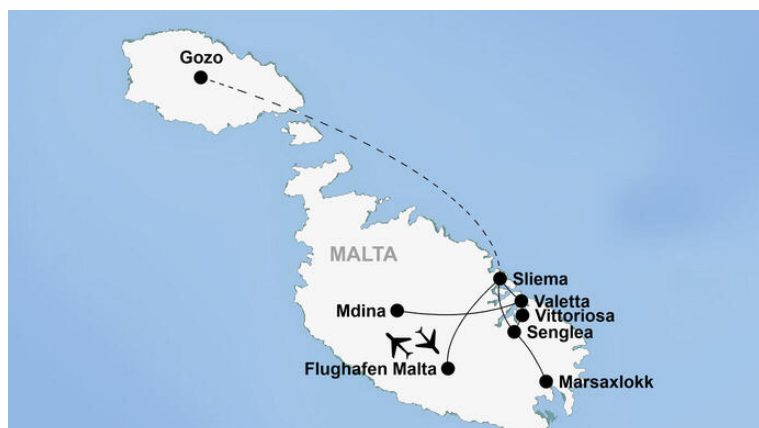 Gozo
MALTA
Sliema
Valetta
Mdina
Vittoriosa
Senglea
Flughafen Malta
Marsaxlokk